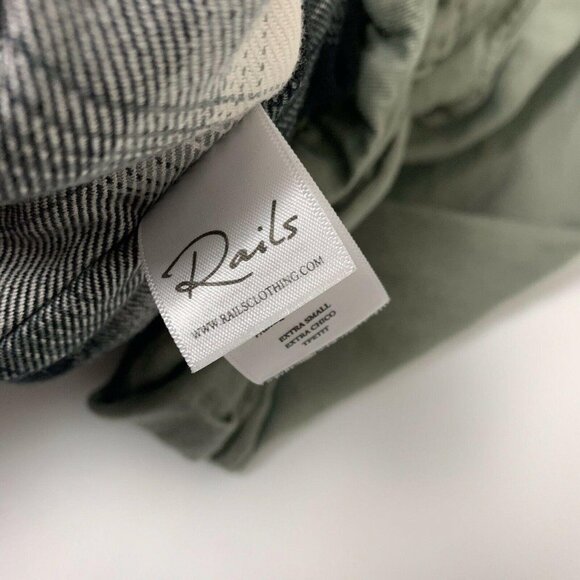 Rails
WWW.RAILSCLOTHING.COM
EXTRA SMALL
EXTRA CHICO
TPETIT